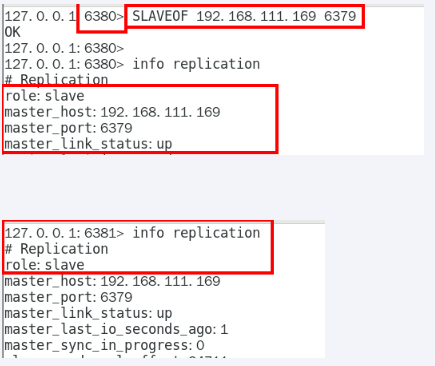 127.0.0.1:6380> SLAVEOF 192.168.111.169 6379
OK
127.0.0.1:6380>
127.0.0.1:6380> info replication
# Replication
role:slave
master_host:192.168.111.169
master_port:6379
master_link_status:up
127.0.0.1:6381> info replication
# Replication
role:slave
master_host:192.168.111.169
master_port:6379
master_link_status:up
master_last_io_seconds_ago:1
master_sync_in_progress:0